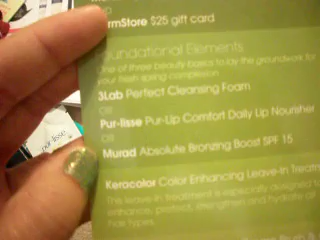 rmStore $25 gift card
oundational Elements
One of three beauty basics to lay the groundwork for
your fresh spring complexion
3Lab Perfect Cleansing Foam
OR
Pur-lisse Pur-Lip Comfort Daily Lip Nourisher
OR
Murad Absolute Bronzing Boost SPF 15
Keracolor Color Enhancing Leave-In Treatm
This leave-in treatment is especially designed to
enhance, protect, strengthen and hydrate all
hair types
pur-lisse